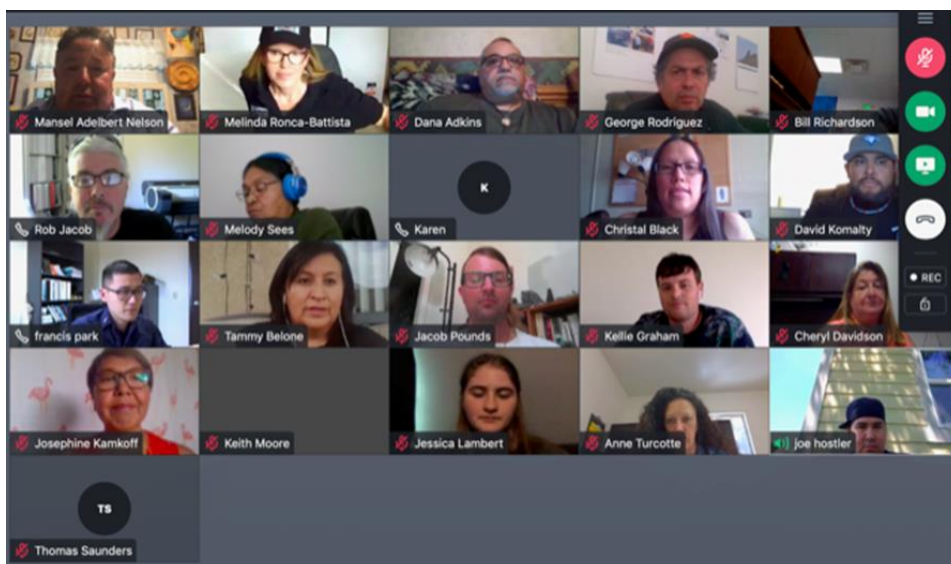 Mansel Adelbert Nelson
Melinda Ronca-Battista
Dana Adkins
George Rodriguez
Bill Richardson
Rob Jacob
Melody Sees
K
Karen
Christal Black
David Komalty
francis park
Tammy Belone
Jacob Pounds
Kellie Graham
Cheryl Davidson
REC
Josephine Kamkoff
Keith Moore
Jessica Lambert
Anne Turcotte
joe hostler
TS
Thomas Saunders